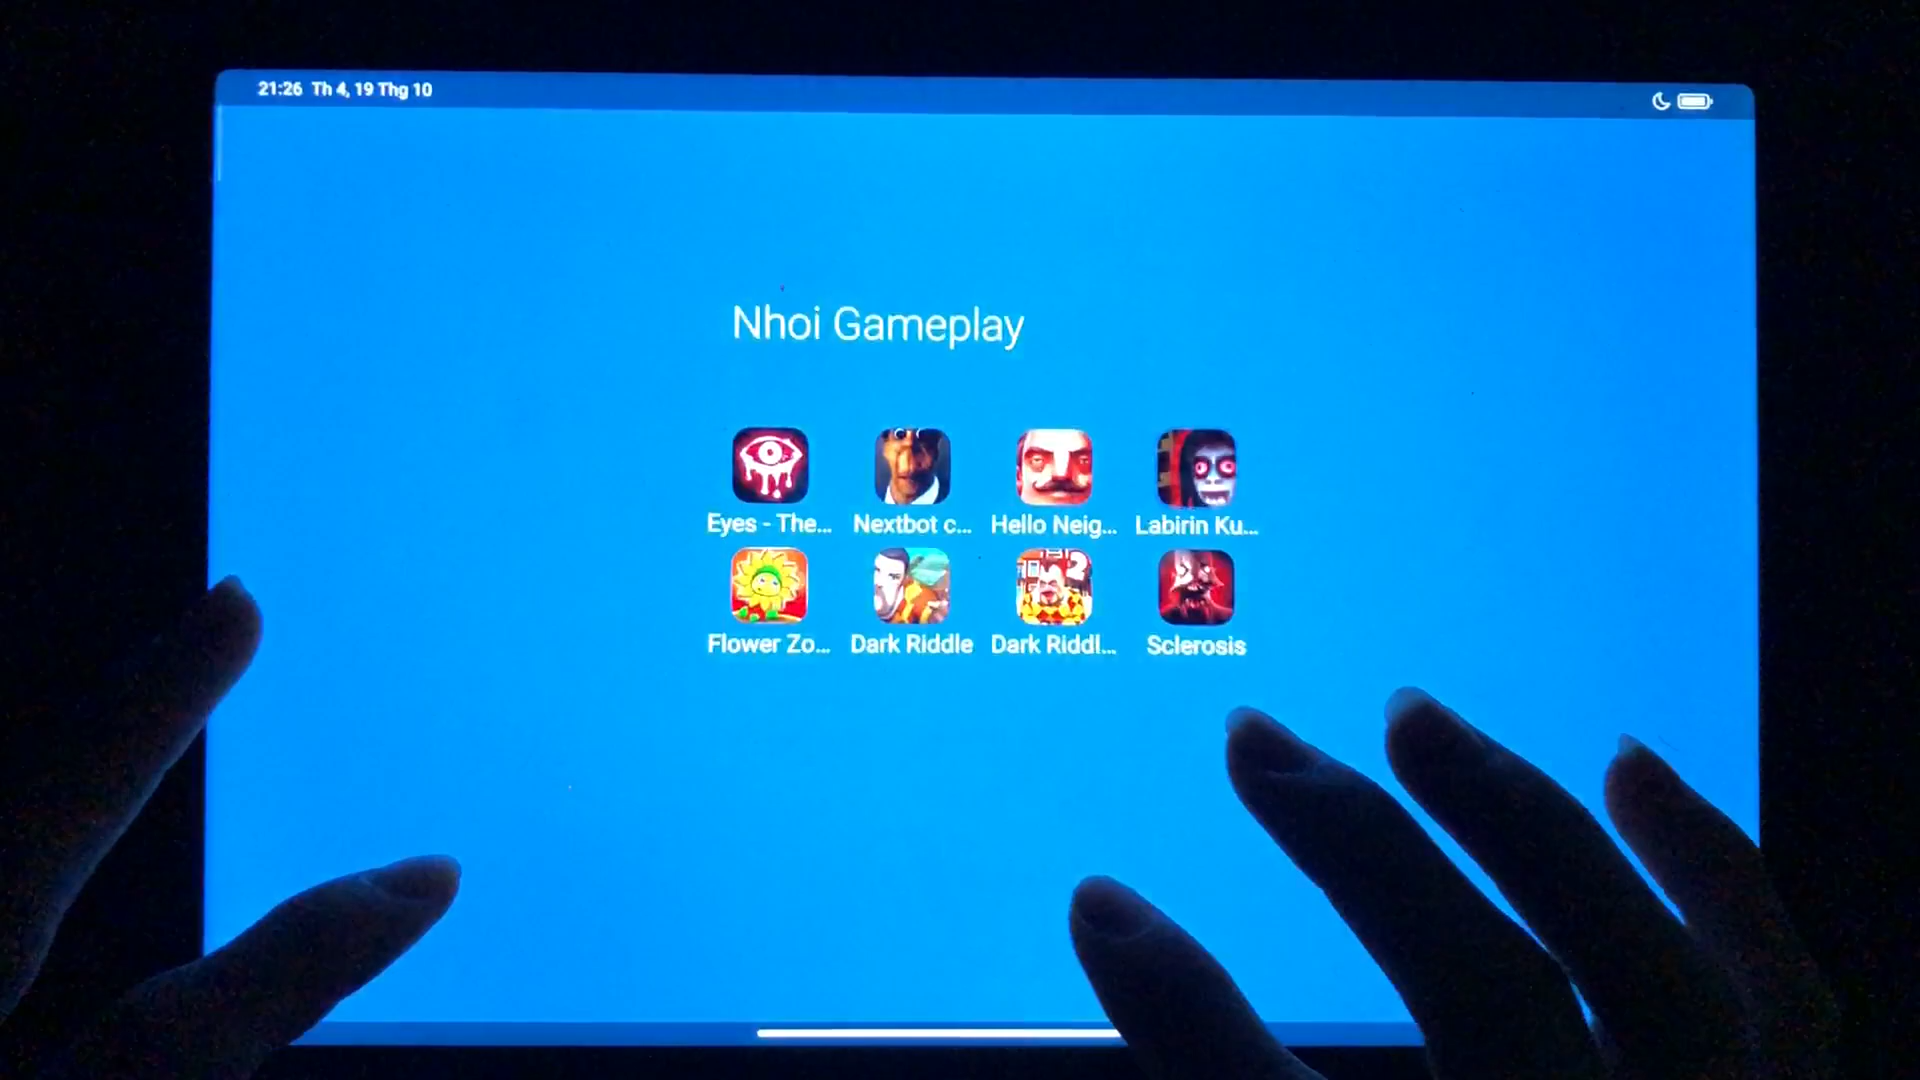 21:26 Th 4, 19 Thg 10
Nhoi Gameplay
Eyes - The... Nextbot c... Hello Neig... Labirin Ku...
2
Flower Zo... Dark Riddle Dark Riddl... Sclerosis